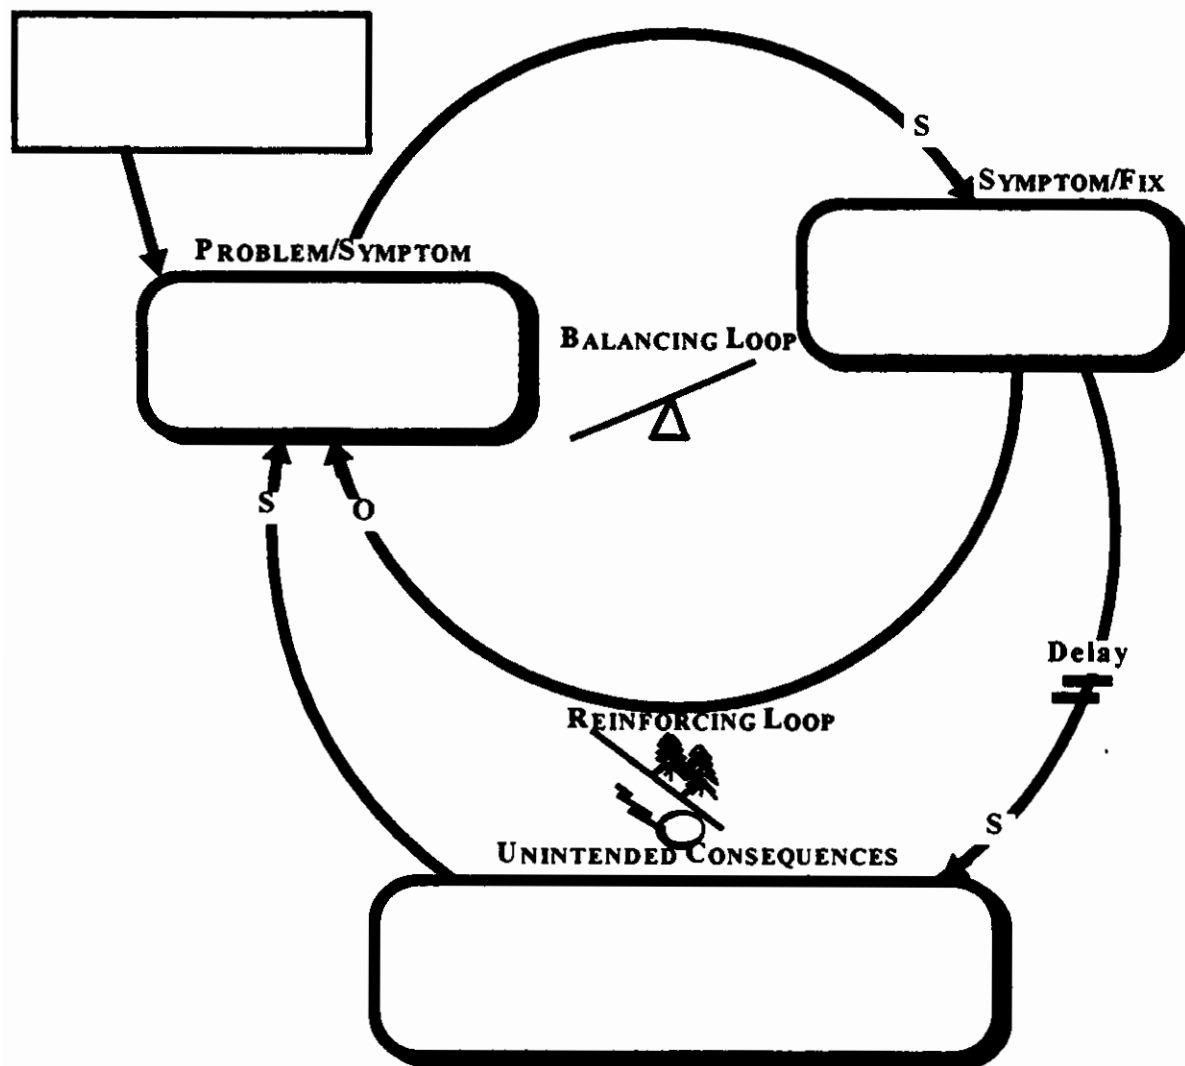 S
SYMPTOM/FIX
PROBLEM/SYMPTOM
BALANCING LOOP
S
O
Delay
REINFORCING LOOP
S
UNINTENDED CONSEQUENCES